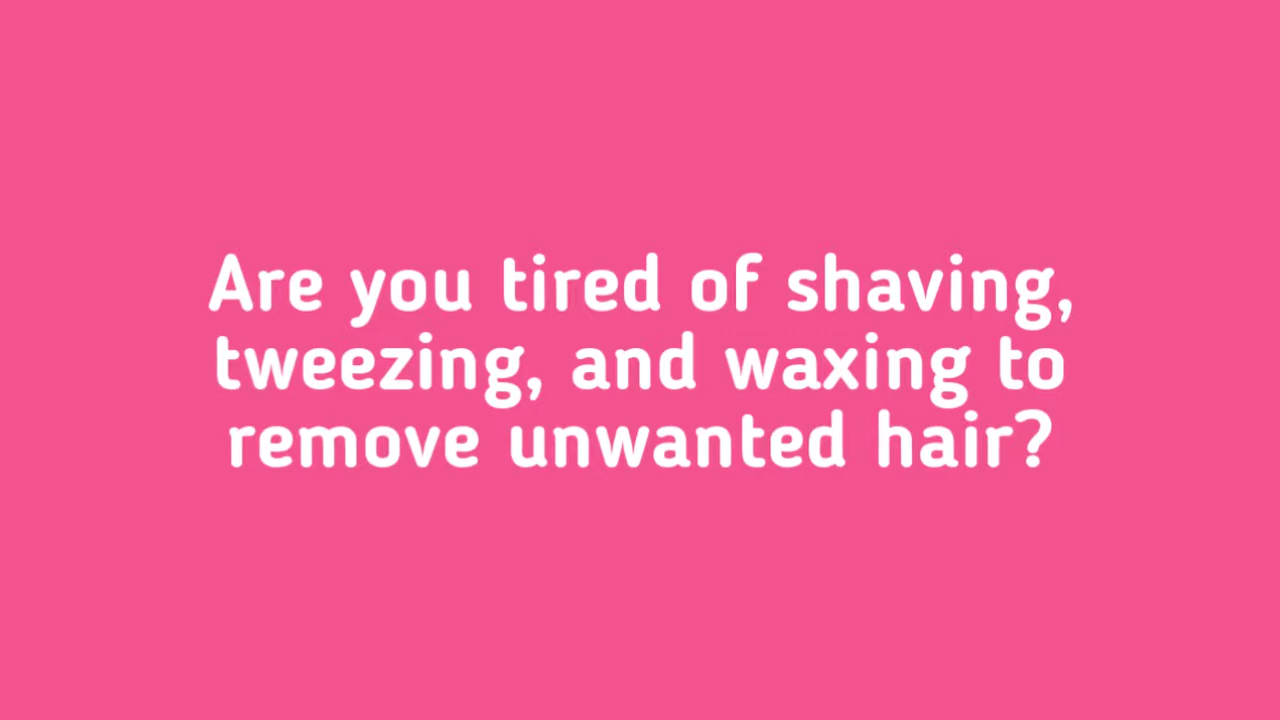 Are you tired of shaving,
tweezing, and waxing to
remove unwanted hair?